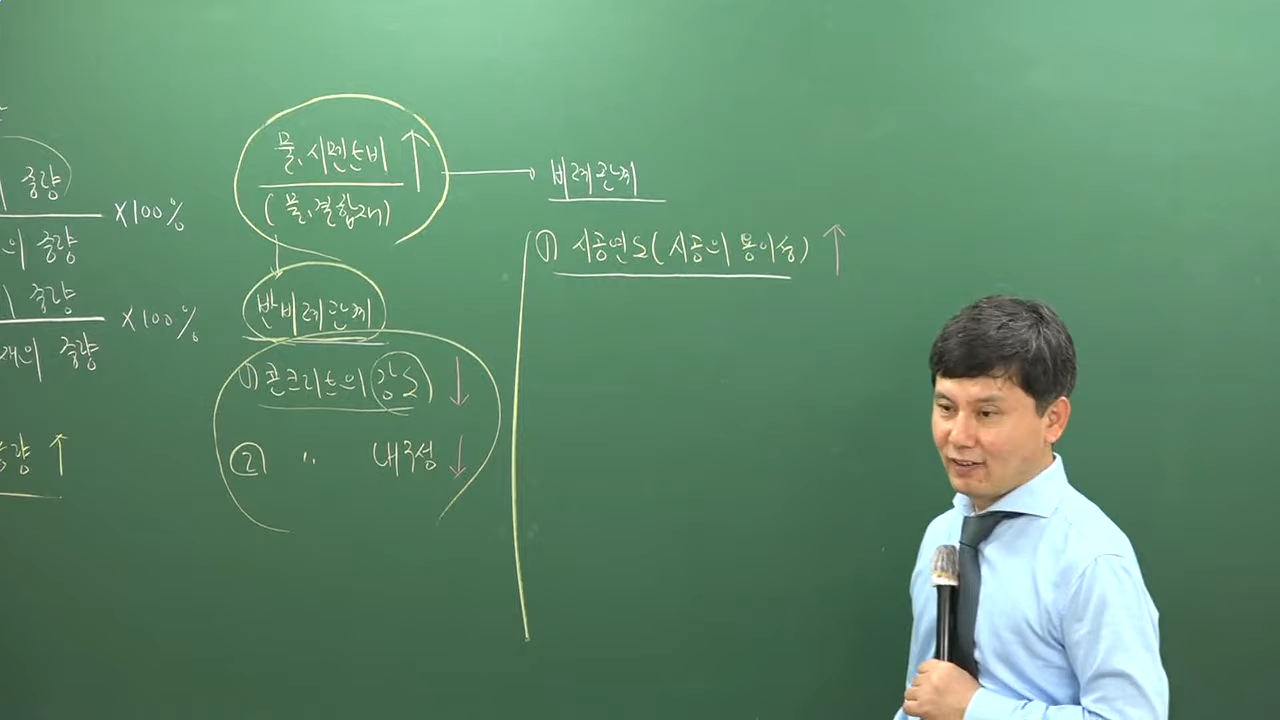 중량
×100%
의 중량
중량
×100%
재의 중량
량 ↑
물·시멘트비 ↑
(물·결합재)
반비례관계
① 콘크리트의 강도 ↓
② 〃 내구성 ↓
비례관계
① 시공연도(시공의 용이성) ↑